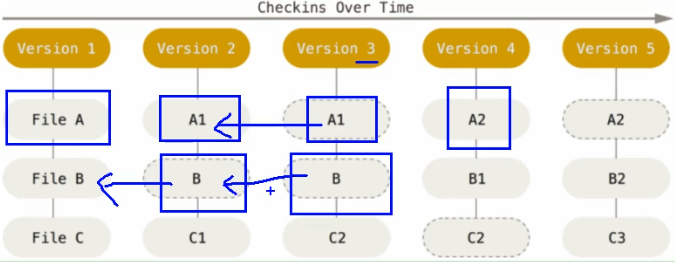 Checkins Over Time
Version 1 Version 2 Version 3 Version 4 Version 5
File A A1 A1 A2 A2
File B B B B1 B2
File C C1 C2 C2 C3